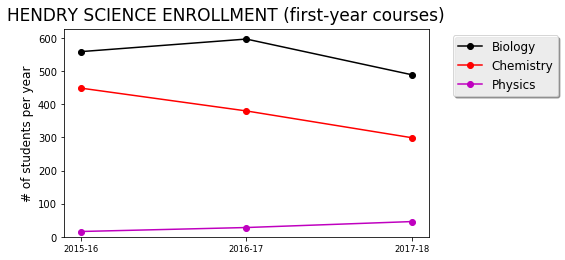 HENDRY SCIENCE ENROLLMENT (first-year courses)
# of students per year
600
500
400
300
200
100
0
2015-16
2016-17
2017-18
Biology
Chemistry
Physics